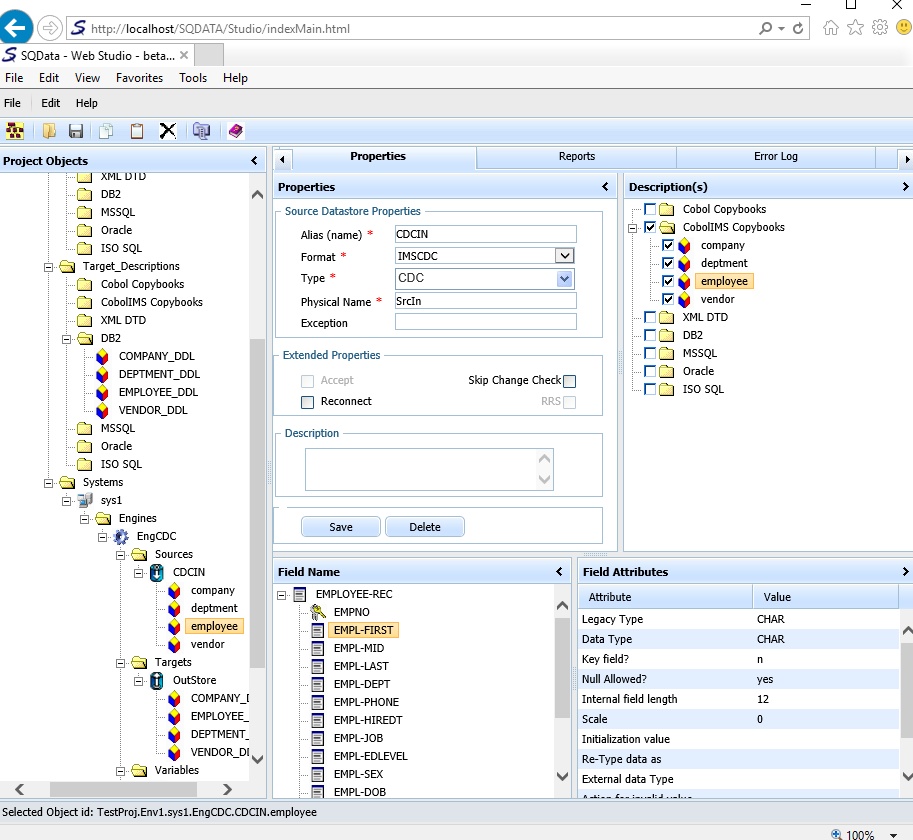 http://localhost/SQDATA/Studio/indexMain.html
SQData - Web Studio - beta...
File Edit View Favorites Tools Help
File Edit Help
Project Objects
XML DTD
DB2
MSSQL
Oracle
ISO SQL
Target_Descriptions
Cobol Copybooks
CobolIMS Copybooks
XML DTD
DB2
COMPANY_DDL
DEPTMENT_DDL
EMPLOYEE_DDL
VENDOR_DDL
MSSQL
Oracle
ISO SQL
Systems
sys1
Engines
EngCDC
Sources
CDCIN
company
deptment
employee
vendor
Targets
OutStore
COMPANY_D
EMPLOYEE_
DEPTMENT_
VENDOR_DD
Variables
Properties Reports Error Log
Properties
Source Datastore Properties
Alias (name) * CDCIN
Format * IMSCDC
Type * CDC
Physical Name * SrcIn
Exception
Extended Properties
Accept Skip Change Check
Reconnect RRS
Description
Save Delete
Description(s)
Cobol Copybooks
CobolIMS Copybooks
company
deptment
employee
vendor
XML DTD
DB2
MSSQL
Oracle
ISO SQL
Field Name
EMPLOYEE-REC
EMPNO
EMPL-FIRST
EMPL-MID
EMPL-LAST
EMPL-DEPT
EMPL-PHONE
EMPL-HIREDT
EMPL-JOB
EMPL-EDLEVEL
EMPL-SEX
EMPL-DOB
Field Attributes
Attribute Value
Legacy Type CHAR
Data Type CHAR
Key field? n
Null Allowed? yes
Internal field length 12
Scale 0
Initialization value
Re-Type data as
External data Type
Action for invalid value
Selected Object id: TestProj.Env1.sys1.EngCDC.CDCIN.employee
100%